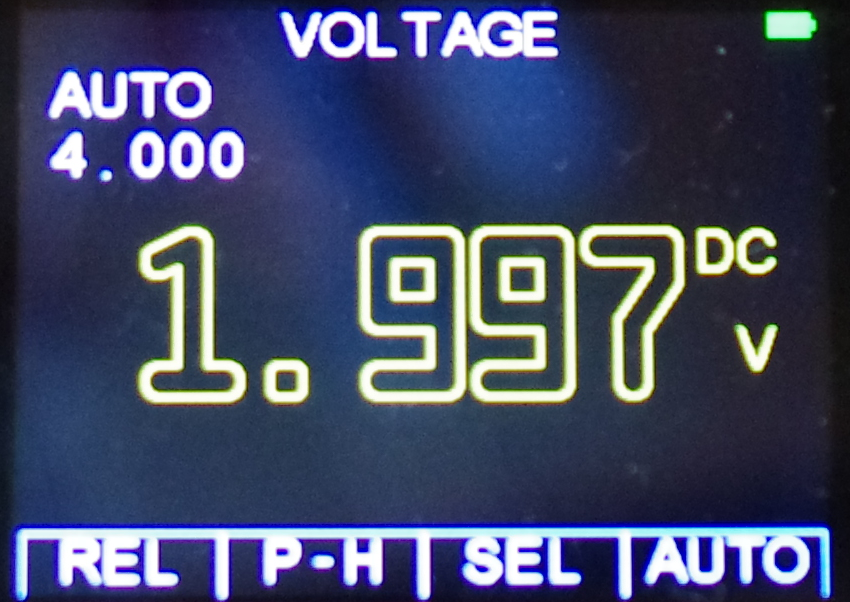 VOLTAGE
AUTO
4.000
1.997 DC
V
REL P-H SEL AUTO